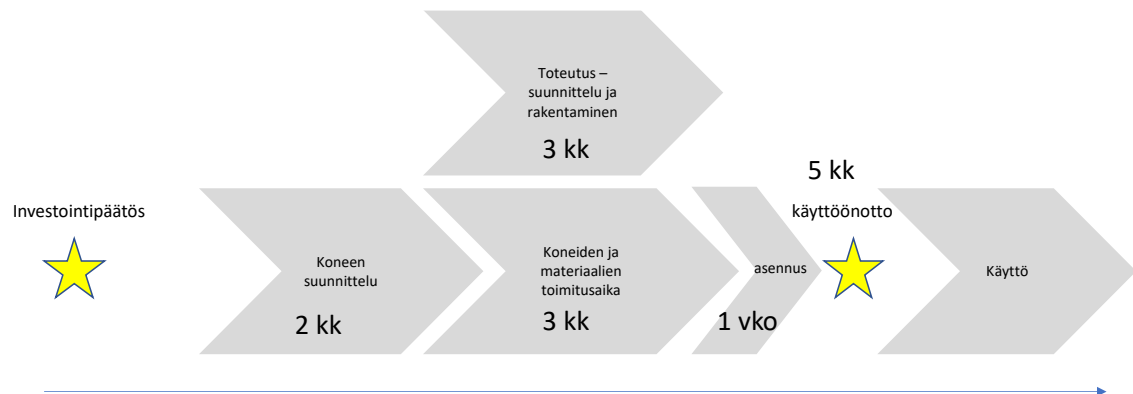 Toteutus –
suunnittelu ja
rakentaminen
3 kk
5 kk
Investointipäätös
käyttöönotto
Koneen
suunnittelu
2 kk
Koneiden ja
materiaalien
toimitusaika
3 kk
asennus
1 vko
Käyttö